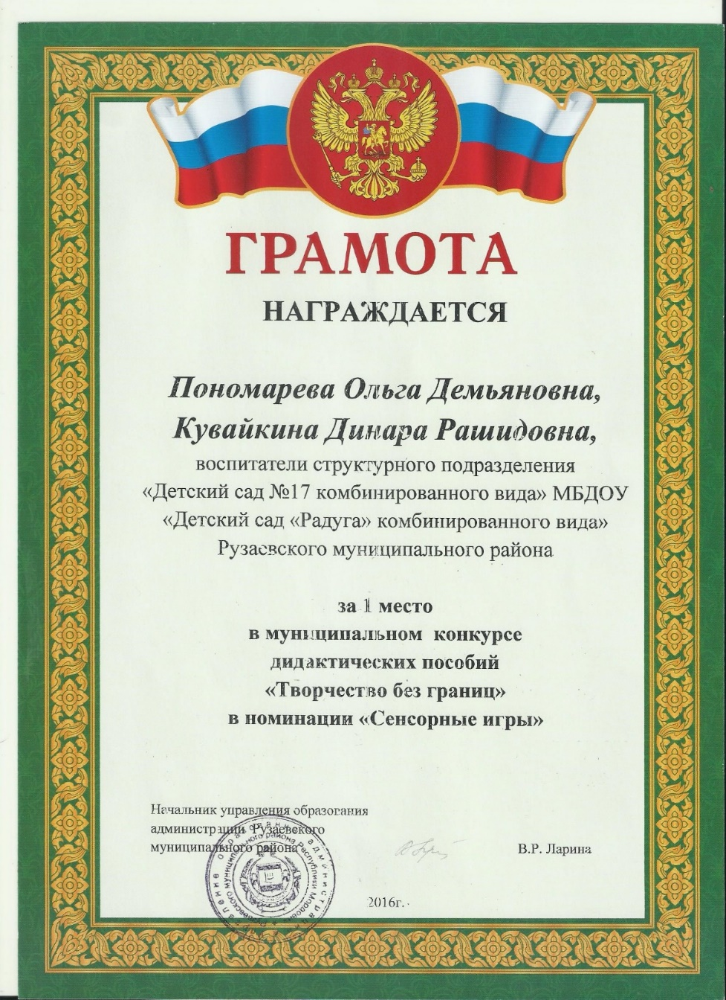 ГРАМОТА
НАГРАЖДАЕТСЯ
Пономарева Ольга Демьяновна,
Кувайкина Динара Рашидовна,
воспитатели структурного подразделения
«Детский сад №17 комбинированного вида» МБДОУ
«Детский сад «Радуга» комбинированного вида»
Рузаевского муниципального района
за 1 место
в муниципальном конкурсе
дидактических пособий
«Творчество без границ»
в номинации «Сенсорные игры»
Начальник управления образования
администрации Рузаевского
муниципального района
В.Р. Ларина
2016г.